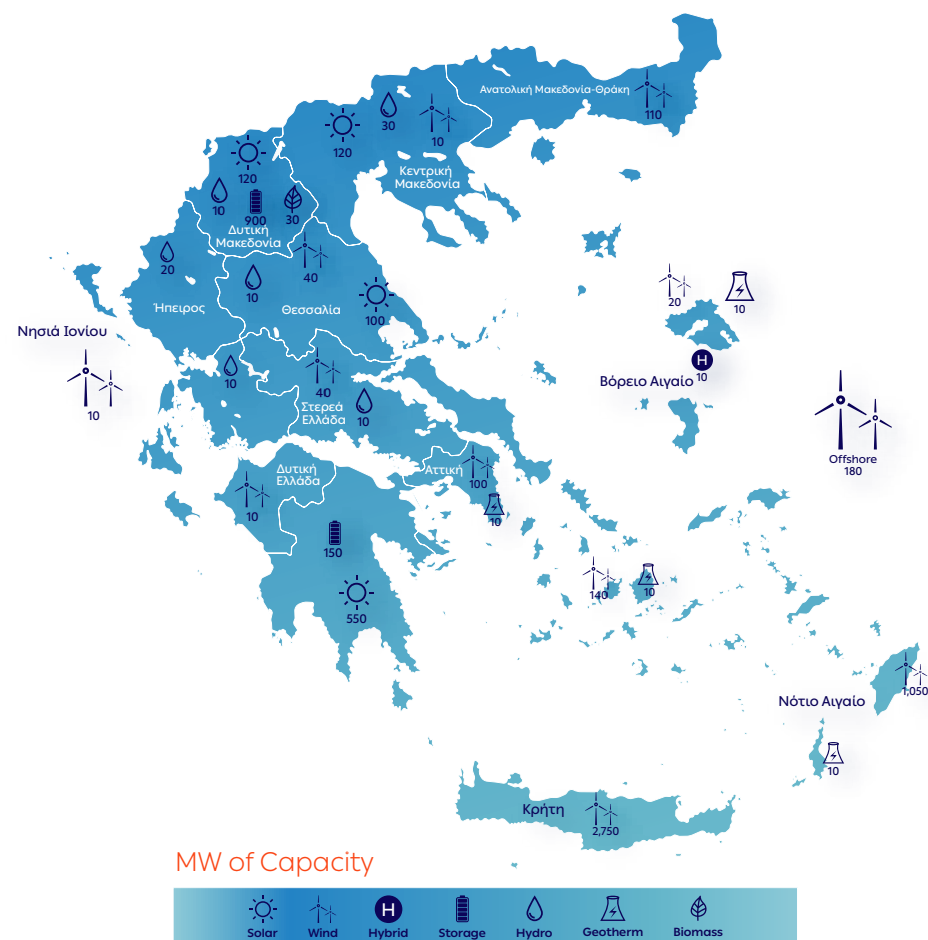 Ανατολική Μακεδονία-Θράκη
110
30
120
10
Κεντρική
Μακεδονία
120
10
900
30
Δυτική
Μακεδονία
20
40
10
Θεσσαλία
100
Ήπειρος
20
10
Νησιά Ιονίου
10
Βόρειο Αιγαίο
10
10
40
Στερεά
Ελλάδα
10
Offshore
180
Δυτική
Ελλάδα
10
Αττική
100
10
150
550
140
10
1,050
Νότιο Αιγαίο
10
Κρήτη
2,750
MW of Capacity
H
H
Solar
Wind
Hybrid
Storage
Hydro
Geotherm
Biomass